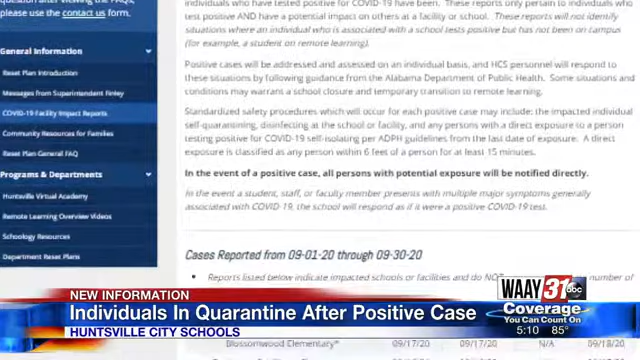 question after viewing the FAQs,
please use the contact us form.
General Information
Reset Plan Introduction
Messages from Superintendent Finley
COVID-19 Facility Impact Reports
Community Resources for Families
Reset Plan General FAQ
Programs & Departments
Huntsville Virtual Academy
Remote Learning Overview Videos
Schoology Resources
Department Reset Plans
individuals who have tested positive for COVID-19 have been. These reports only pertain to individuals who
test positive AND have a potential impact on others at a facility or school. These reports will not identify
situations where an individual who is associated with a school tests positive but has not been on campus
(for example, a student on remote learning).
Positive cases will be addressed and assessed on an individual basis, and HCS personnel will respond to
these situations by following guidance from the Alabama Department of Public Health. Some situations and
conditions may warrant a school closure and temporary transition to remote learning.
Standardized safety procedures which will occur for each positive case may include: the impacted individual
self-quarantining, disinfecting at the school or facility, and any persons with a direct exposure to a person
testing positive for COVID-19 self-isolating per ADPH guidelines from the last date of exposure. A direct
exposure is classified as any person within 6 feet of a person for at least 15 minutes.
In the event of a positive case, all persons with potential exposure will be notified directly.
In the event a student, staff, or faculty member presents with multiple major symptoms generally
associated with COVID-19, the school will respond as if it were a positive COVID-19 test.
Cases Reported from 09-01-20 through 09-30-20
• Reports listed below indicate impacted schools or facilities and do NOT number of
NEW INFORMATION
Individuals In Quarantine After Positive Case
HUNTSVILLE CITY SCHOOLS
WAAY 31 abc
Coverage
You Can Count On
5:10 85°
Blossomwood Elementary* 09/17/20 09/17/20 N/A 09/18/20